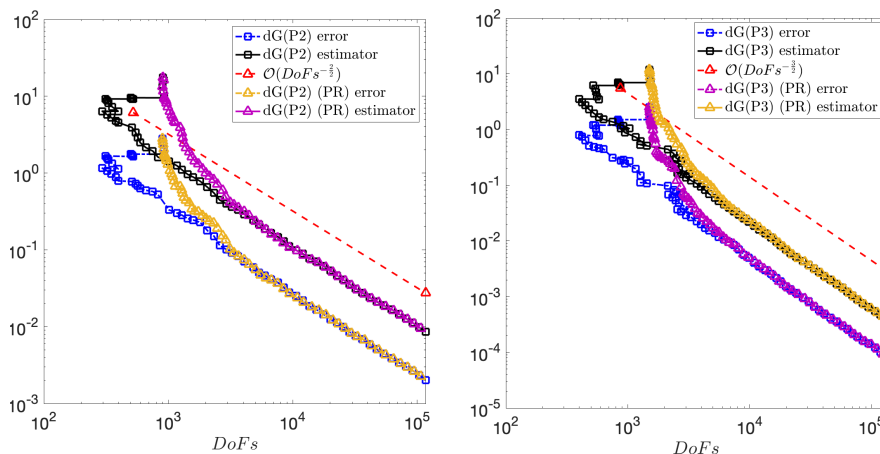 10^2
10^1
10^0
10^-1
10^-2
10^-3
10^2
10^3
10^4
10^5
DoFs
dG(P2) error
dG(P2) estimator
O(DoFs^{-2/2})
dG(P2) (PR) error
dG(P2) (PR) estimator
10^3
10^2
10^1
10^0
10^-1
10^-2
10^-3
10^-4
10^-5
10^2
10^3
10^4
10^5
DoFs
dG(P3) error
dG(P3) estimator
O(DoFs^{-3/2})
dG(P3) (PR) error
dG(P3) (PR) estimator